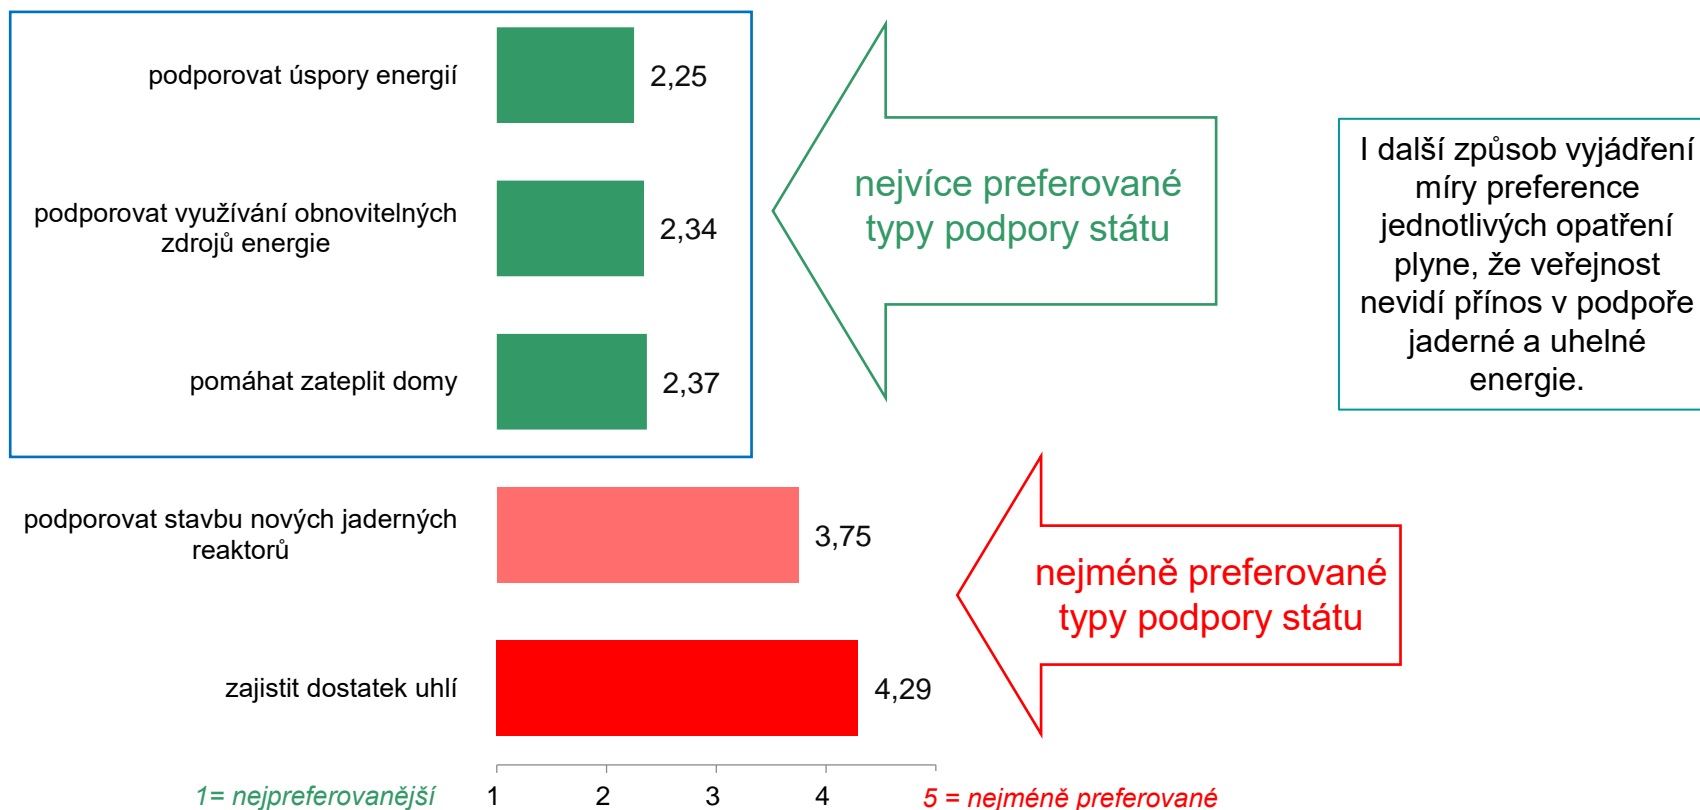 podporovat úspory energií
2,25
podporovat využívání obnovitelných
zdrojů energie
2,34
pomáhat zateplit domy
2,37
podporovat stavbu nových jaderných
reaktorů
3,75
zajistit dostatek uhlí
4,29
nejvíce preferované
typy podpory státu
nejméně preferované
typy podpory státu
I další způsob vyjádření
míry preference
jednotlivých opatření
plyne, že veřejnost
nevidí přínos v podpoře
jaderné a uhelné
energie.
1= nejpreferovanější
1 2 3 4
5 = nejméně preferované